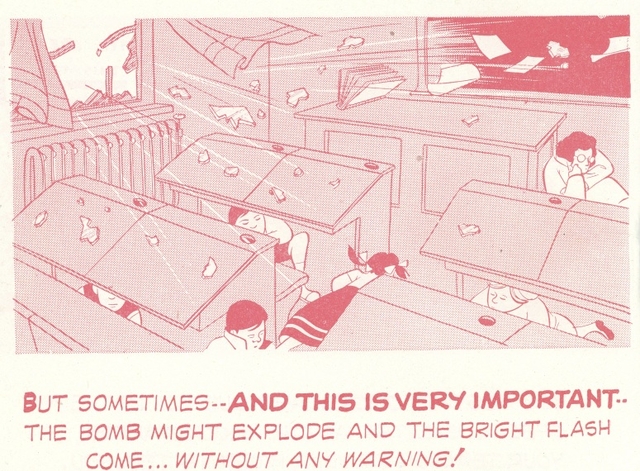 BUT SOMETIMES--AND THIS IS VERY IMPORTANT--
THE BOMB MIGHT EXPLODE AND THE BRIGHT FLASH
COME... WITHOUT ANY WARNING!